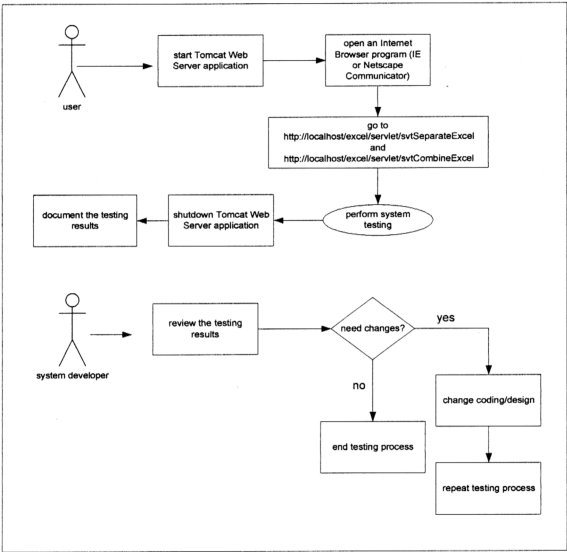 start Tomcat Web
Server application
open an Internet
Browser program (IE
or Netscape
Communicator)
user
go to
http://localhost/excel/servlet/svtSeparateExcel
and
http://localhost/excel/servlet/svtCombineExcel
document the testing
results
shutdown Tomcat Web
Server application
perform system
testing
review the testing
results
need changes?
yes
system developer
no
change coding/design
end testing process
repeat testing process